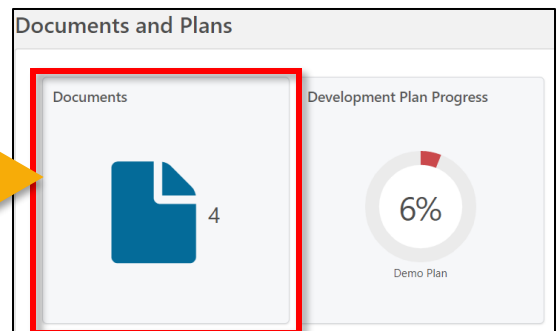 Documents and Plans
Documents
4
Development Plan Progress
6%
Demo Plan